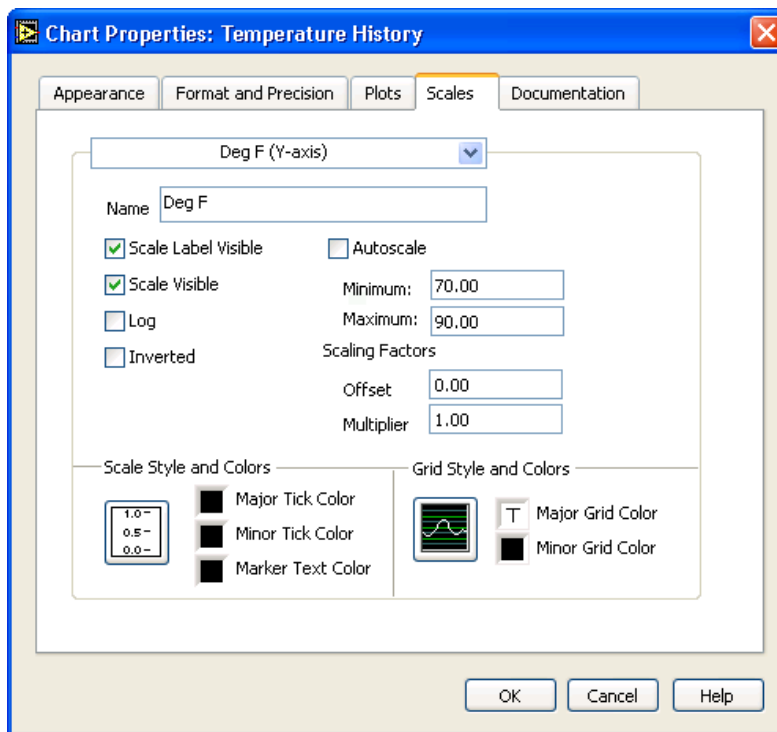 Chart Properties: Temperature History
Appearance
Format and Precision
Plots
Scales
Documentation
Deg F (Y-axis)
Name
Deg F
Scale Label Visible
Autoscale
Scale Visible
Minimum:
70.00
Log
Maximum:
90.00
Inverted
Scaling Factors
Offset
0.00
Multiplier
1.00
Scale Style and Colors
Grid Style and Colors
1.0
0.5
0.0
Major Tick Color
Minor Tick Color
Marker Text Color
T
Major Grid Color
Minor Grid Color
OK
Cancel
Help